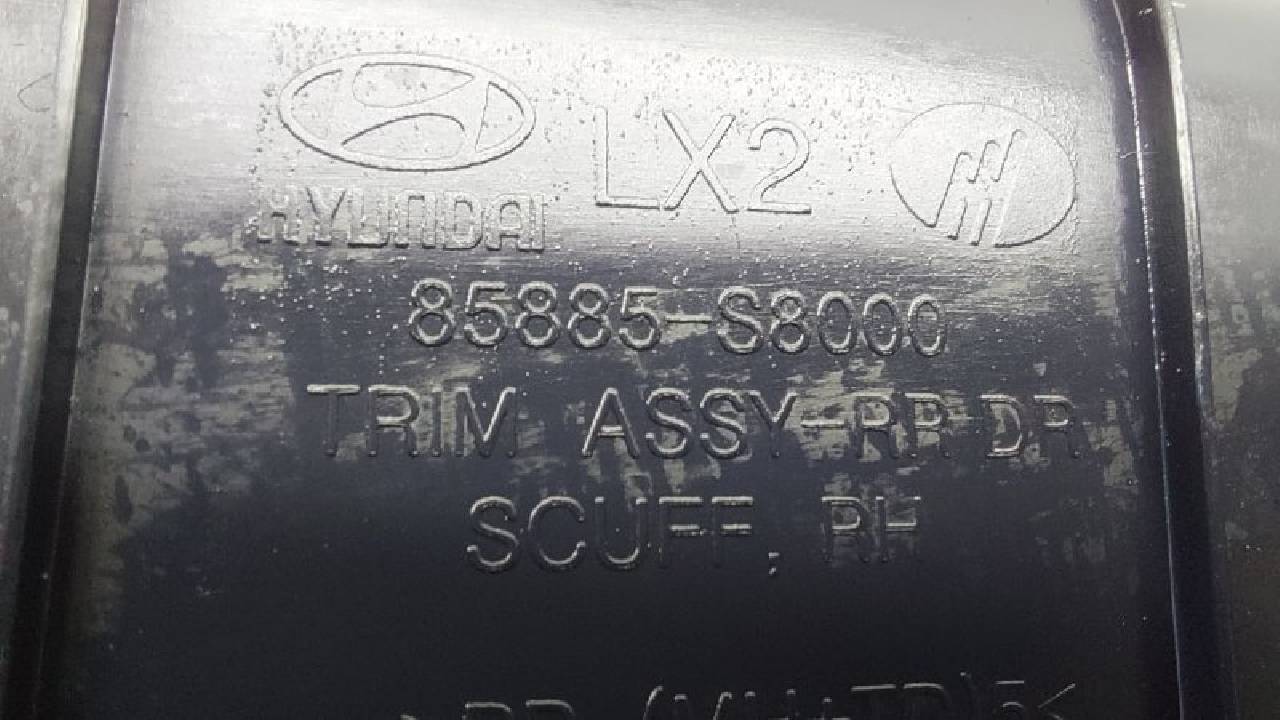 HYUNDAI LX2
85885-S8000
TRIM ASSY-RR DR
SCUFF, RH